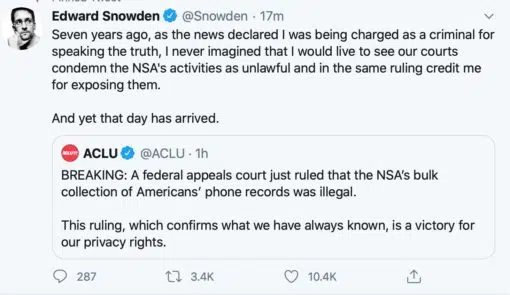 Edward Snowden @Snowden · 17m
Seven years ago, as the news declared I was being charged as a criminal for
speaking the truth, I never imagined that I would live to see our courts
condemn the NSA's activities as unlawful and in the same ruling credit me
for exposing them.
And yet that day has arrived.
ACLU @ACLU · 1h
BREAKING: A federal appeals court just ruled that the NSA's bulk
collection of Americans' phone records was illegal.
This ruling, which confirms what we have always known, is a victory for
our privacy rights.
287 3.4K 10.4K